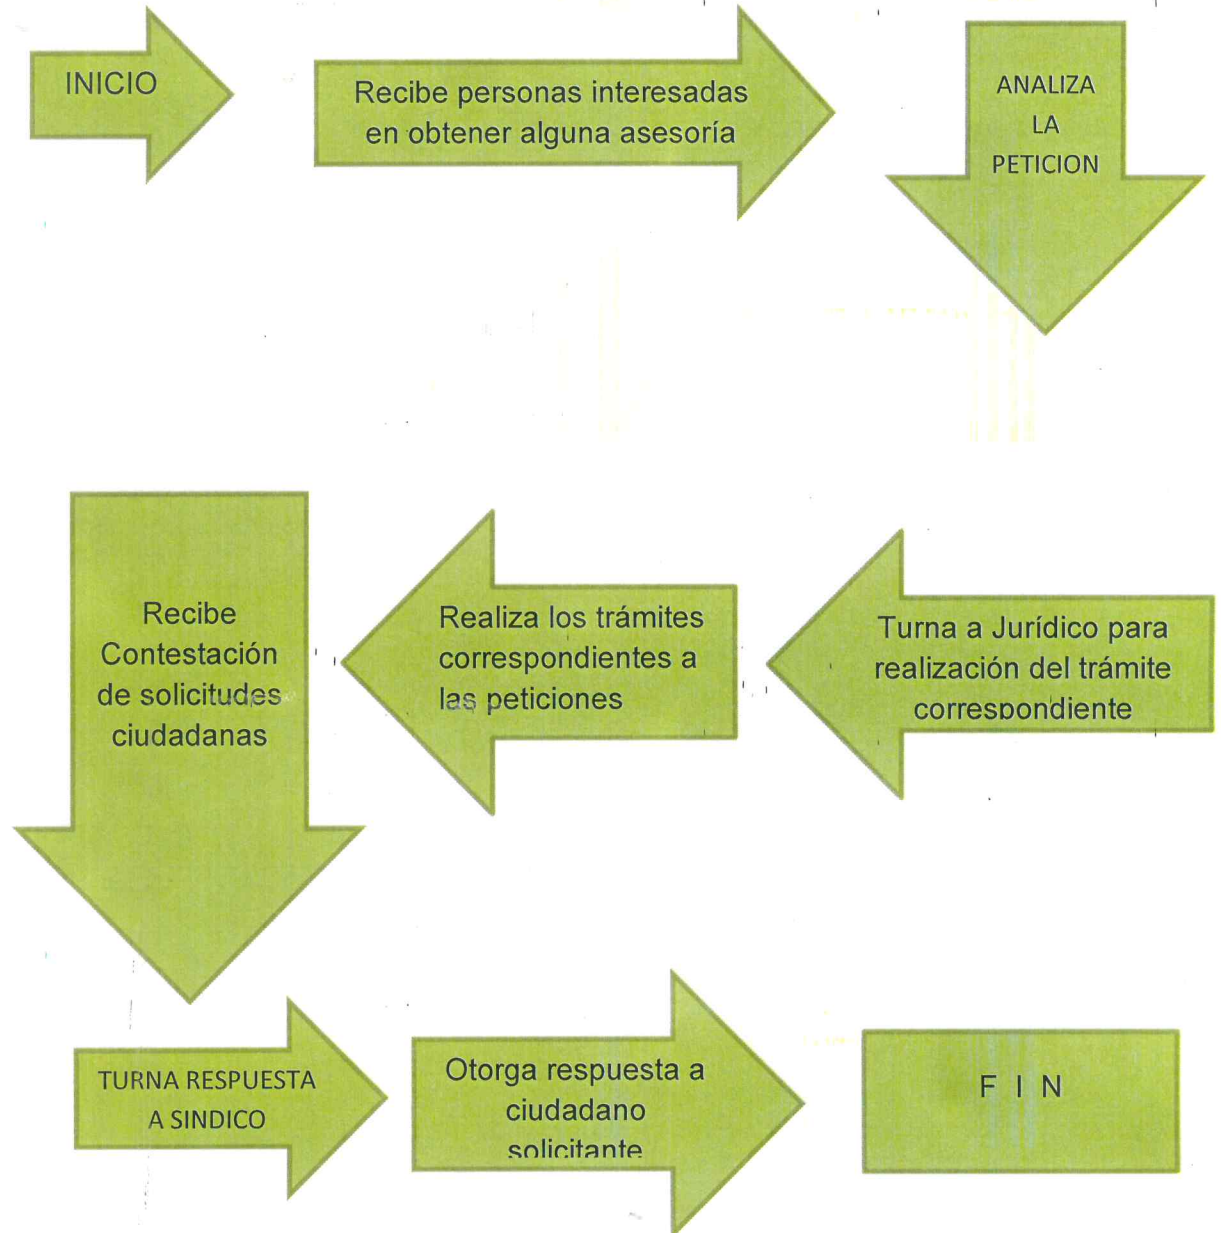 INICIO
Recibe personas interesadas
en obtener alguna asesoría
ANALIZA
LA
PETICION
Turna a Jurídico para
realización del trámite
correspondiente
Realiza los trámites
correspondientes a
las peticiones
Recibe
Contestación
de solicitudes
ciudadanas
TURNA RESPUESTA
A SINDICO
Otorga respuesta a
ciudadano
solicitante
F I N